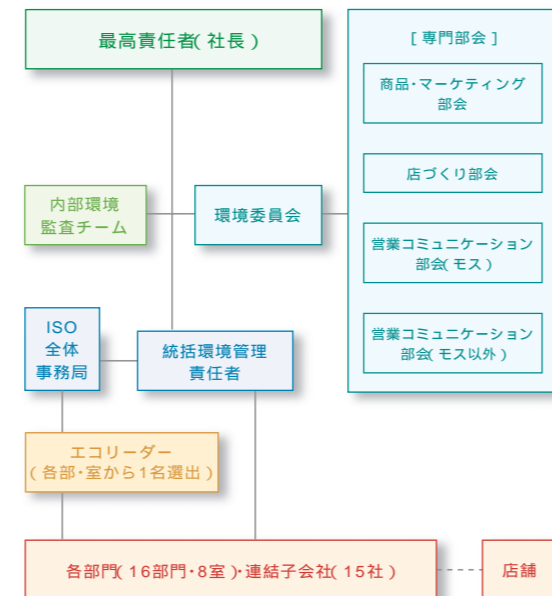 最高責任者(社長)
[専門部会]
商品・マーケティング
部会
店づくり部会
営業コミュニケーション
部会(モス)
営業コミュニケーション
部会(モス以外)
内部環境
監査チーム
環境委員会
ISO
全体
事務局
統括環境管理
責任者
エコリーダー
(各部・室から1名選出)
各部門(16部門・8室)・連結子会社(15社)
店舗